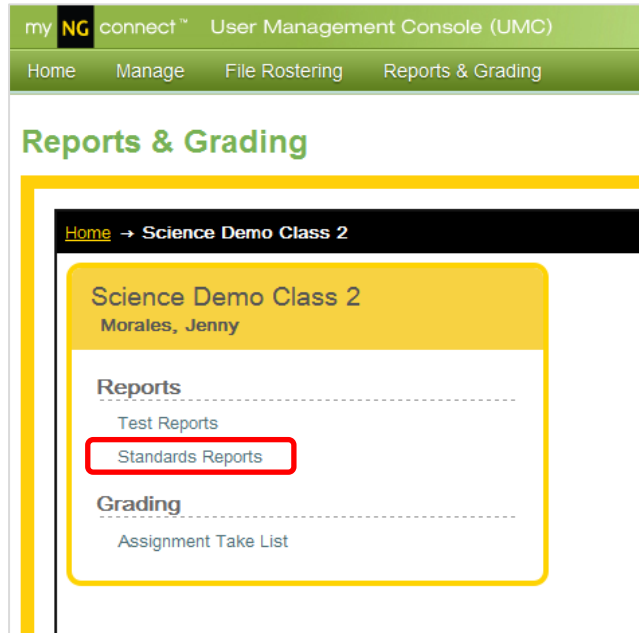 my NG connect™ User Management Console (UMC)
Home Manage File Rostering Reports & Grading
Reports & Grading
Home → Science Demo Class 2
Science Demo Class 2
Morales, Jenny
Reports
Test Reports
Standards Reports
Grading
Assignment Take List